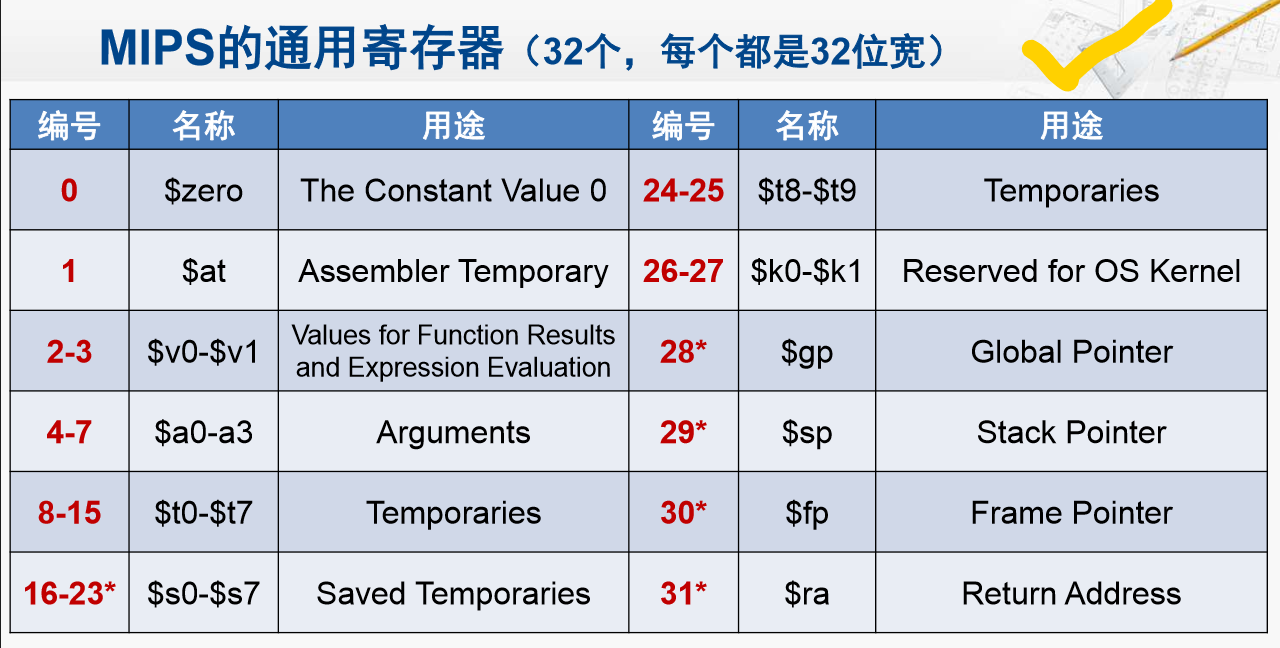 MIPS的通用寄存器（32个，每个都是32位宽）
编号 名称 用途 编号 名称 用途
0 $zero The Constant Value 0 24-25 $t8-$t9 Temporaries
1 $at Assembler Temporary 26-27 $k0-$k1 Reserved for OS Kernel
2-3 $v0-$v1 Values for Function Results
and Expression Evaluation 28* $gp Global Pointer
4-7 $a0-a3 Arguments 29* $sp Stack Pointer
8-15 $t0-$t7 Temporaries 30* $fp Frame Pointer
16-23* $s0-$s7 Saved Temporaries 31* $ra Return Address